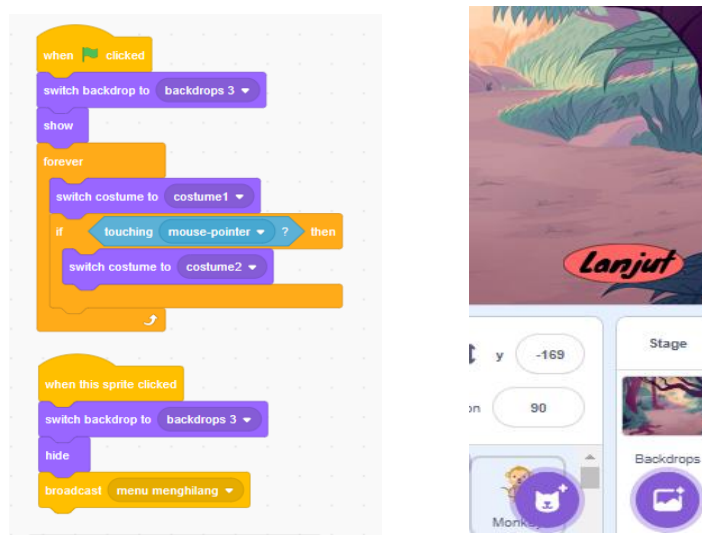 when clicked
switch backdrop to backdrops 3
show
forever
switch costume to costume1
if touching mouse-pointer ? then
switch costume to costume2
when this sprite clicked
switch backdrop to backdrops 3
hide
broadcast menu menghilang
Lanjut
y -169
on 90
Stage
Backdrops